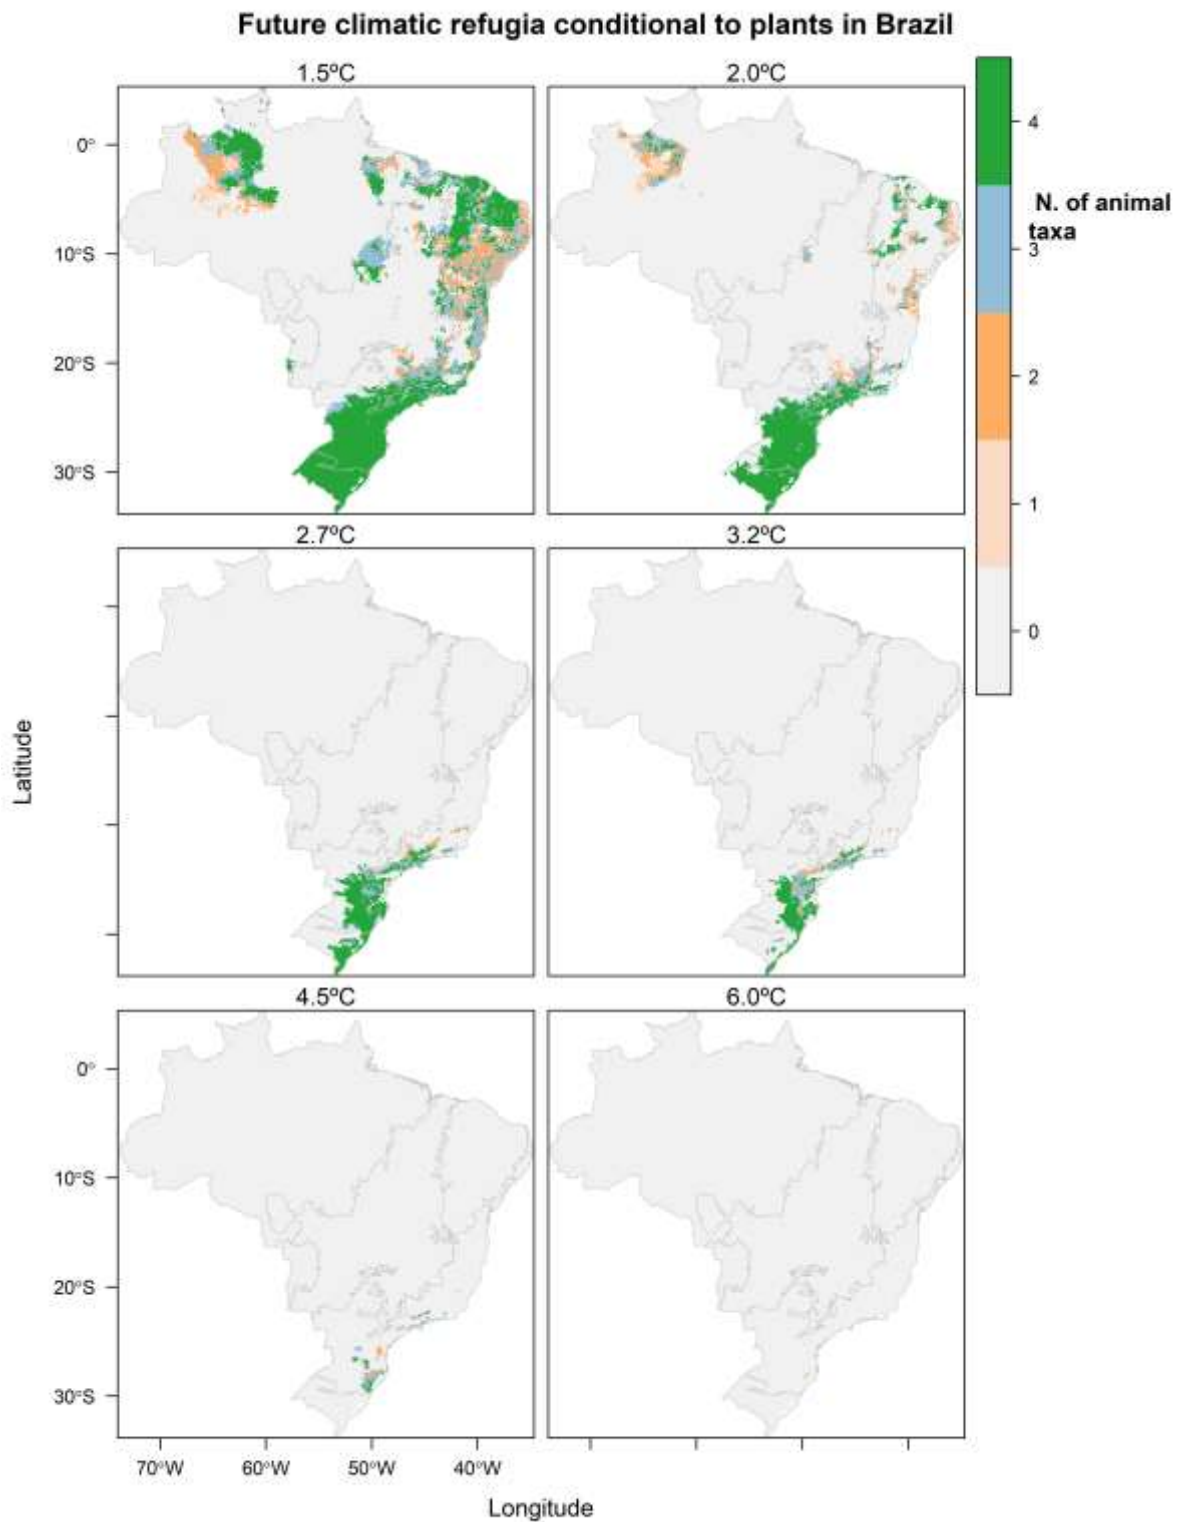 Future climatic refugia conditional to plants in Brazil
1.5ºC
2.0ºC
0°
10°S
20°S
30°S
4
N. of animal
taxa
3
2
1
0
2.7ºC
3.2ºC
Latitude
4.5ºC
6.0ºC
0°
10°S
20°S
30°S
70°W
60°W
50°W
40°W
Longitude